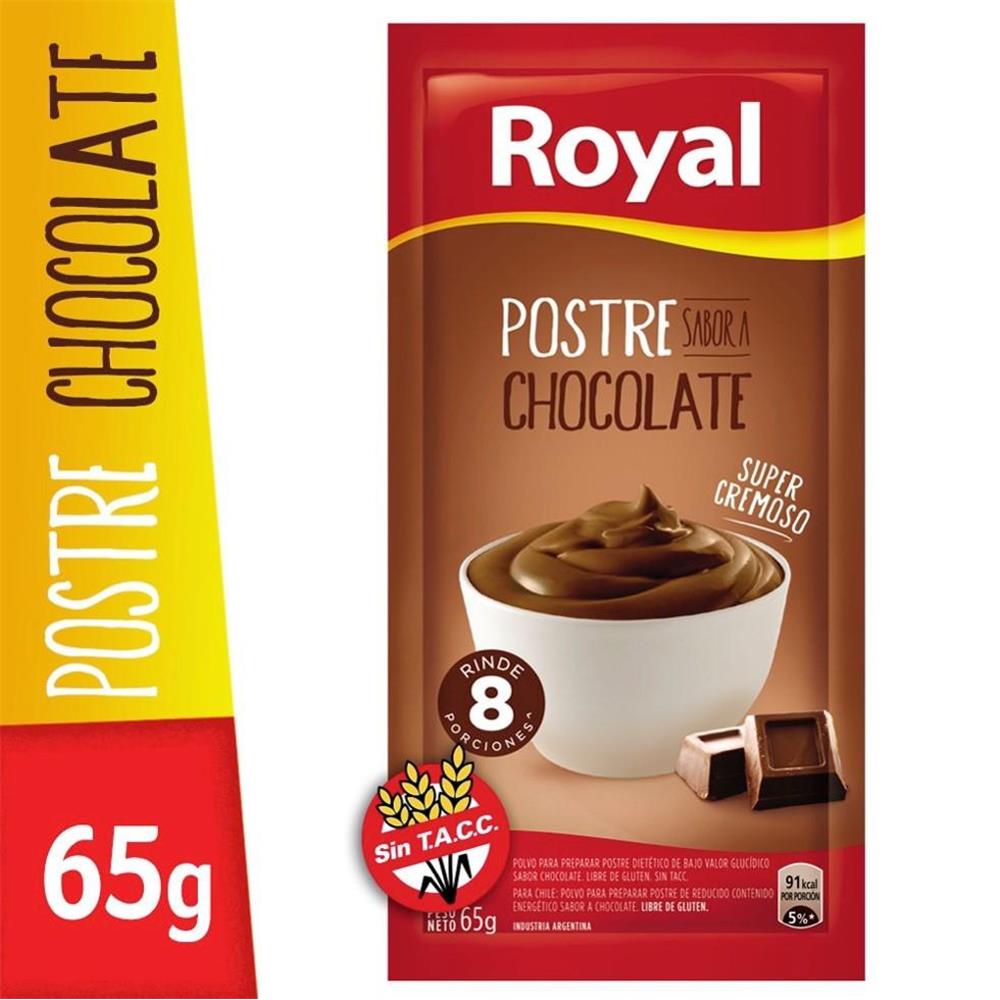 POSTRE CHOCOLATE
65g
Royal
POSTRE SABOR A
CHOCOLATE
SUPER
CREMOSO
RINDE
8
PORCIONES^
Sin T.A.C.C.
POLVO PARA PREPARAR POSTRE DIETÉTICO DE BAJO VALOR GLUCÍDICO
SABOR CHOCOLATE. LIBRE DE GLUTEN. SIN TACC.
PARA CHILE: POLVO PARA PREPARAR POSTRE DE REDUCIDO CONTENIDO
ENERGÉTICO SABOR A CHOCOLATE. LIBRE DE GLUTEN.
INDUSTRIA ARGENTINA
PESO
NETO 65g
91kcal
POR PORCIÓN
5%*